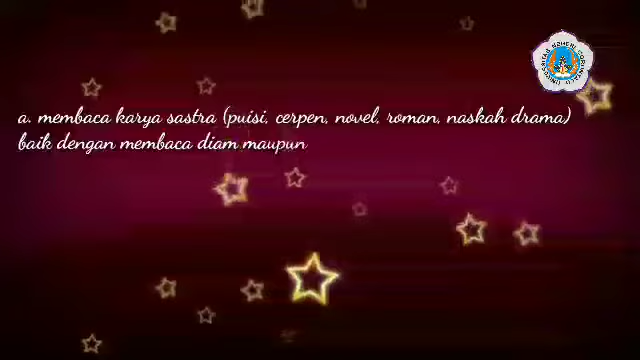 a. membaca karya sastra (puisi, cerpen, novel, roman, naskah drama)
baik dengan membaca diam maupun